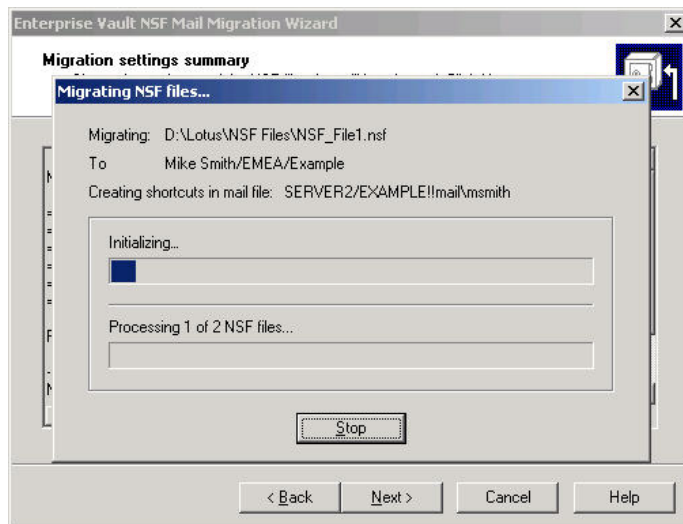 Enterprise Vault NSF Mail Migration Wizard
Migration settings summary
Migrating NSF files...
Migrating: D:\Lotus\NSF Files\NSF_File1.nsf
To Mike Smith/EMEA/Example
Creating shortcuts in mail file: SERVER2/EXAMPLE!!mail\msmith
Initializing...
Processing 1 of 2 NSF files...
Stop
< Back
Next >
Cancel
Help